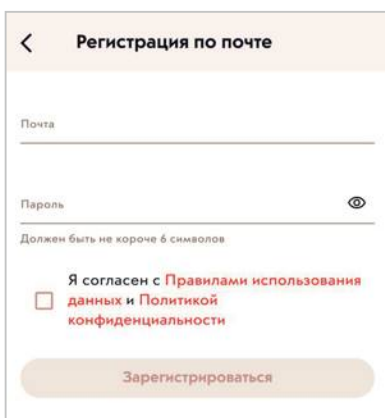 Регистрация по почте
Почта
Пароль
Должен быть не короче 6 символов
Я согласен с Правилами использования
данных и Политикой
конфиденциальности
Зарегистрироваться